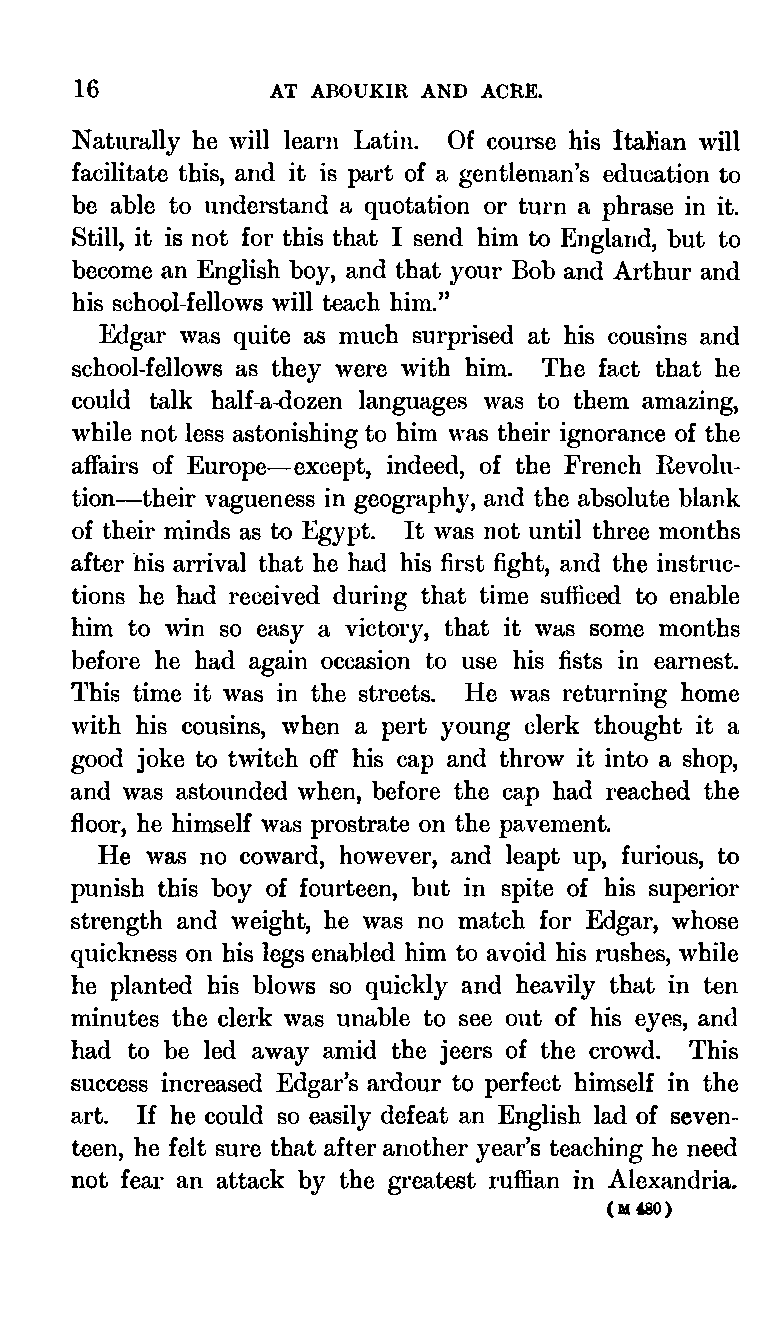 16 AT ABOUKIR AND ACRE.
Naturally he will learn Latin. Of course his Italian will
facilitate this, and it is part of a gentleman's education to
be able to understand a quotation or turn a phrase in it.
Still, it is not for this that I send him to England, but to
become an English boy, and that your Bob and Arthur and
his school-fellows will teach him."
Edgar was quite as much surprised at his cousins and
school-fellows as they were with him. The fact that he
could talk half-a-dozen languages was to them amazing,
while not less astonishing to him was their ignorance of the
affairs of Europe—except, indeed, of the French Revolu-
tion—their vagueness in geography, and the absolute blank
of their minds as to Egypt. It was not until three months
after his arrival that he had his first fight, and the instruc-
tions he had received during that time sufficed to enable
him to win so easy a victory, that it was some months
before he had again occasion to use his fists in earnest.
This time it was in the streets. He was returning home
with his cousins, when a pert young clerk thought it a
good joke to twitch off his cap and throw it into a shop,
and was astounded when, before the cap had reached the
floor, he himself was prostrate on the pavement.
He was no coward, however, and leapt up, furious, to
punish this boy of fourteen, but in spite of his superior
strength and weight, he was no match for Edgar, whose
quickness on his legs enabled him to avoid his rushes, while
he planted his blows so quickly and heavily that in ten
minutes the clerk was unable to see out of his eyes, and
had to be led away amid the jeers of the crowd. This
success increased Edgar's ardour to perfect himself in the
art. If he could so easily defeat an English lad of seven-
teen, he felt sure that after another year's teaching he need
not fear an attack by the greatest ruffian in Alexandria.
(M 480)